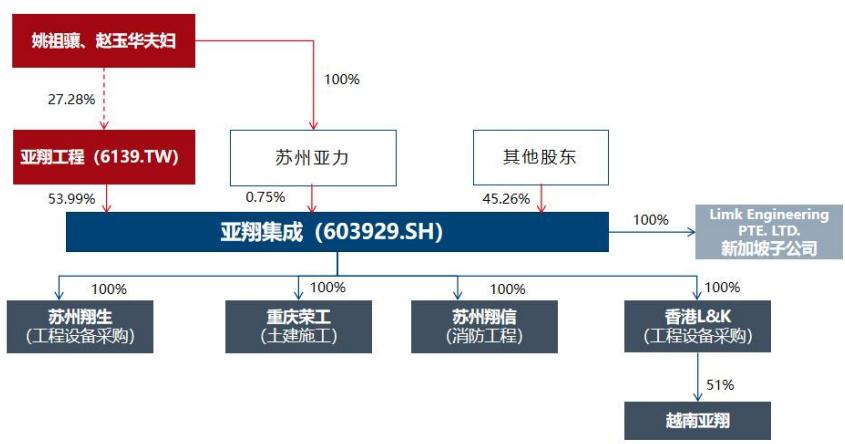 姚祖骧、赵玉华夫妇
100%
27.28%
亚翔工程（6139.TW）
苏州亚力
其他股东
53.99%
0.75%
45.26%
亚翔集成（603929.SH）
100%
Limk Engineering
PTE. LTD.
新加坡子公司
100%
100%
100%
100%
苏州翔生
（工程设备采购）
重庆荣工
（土建施工）
苏州翔信
（消防工程）
香港L&K
（工程设备采购）
51%
越南亚翔